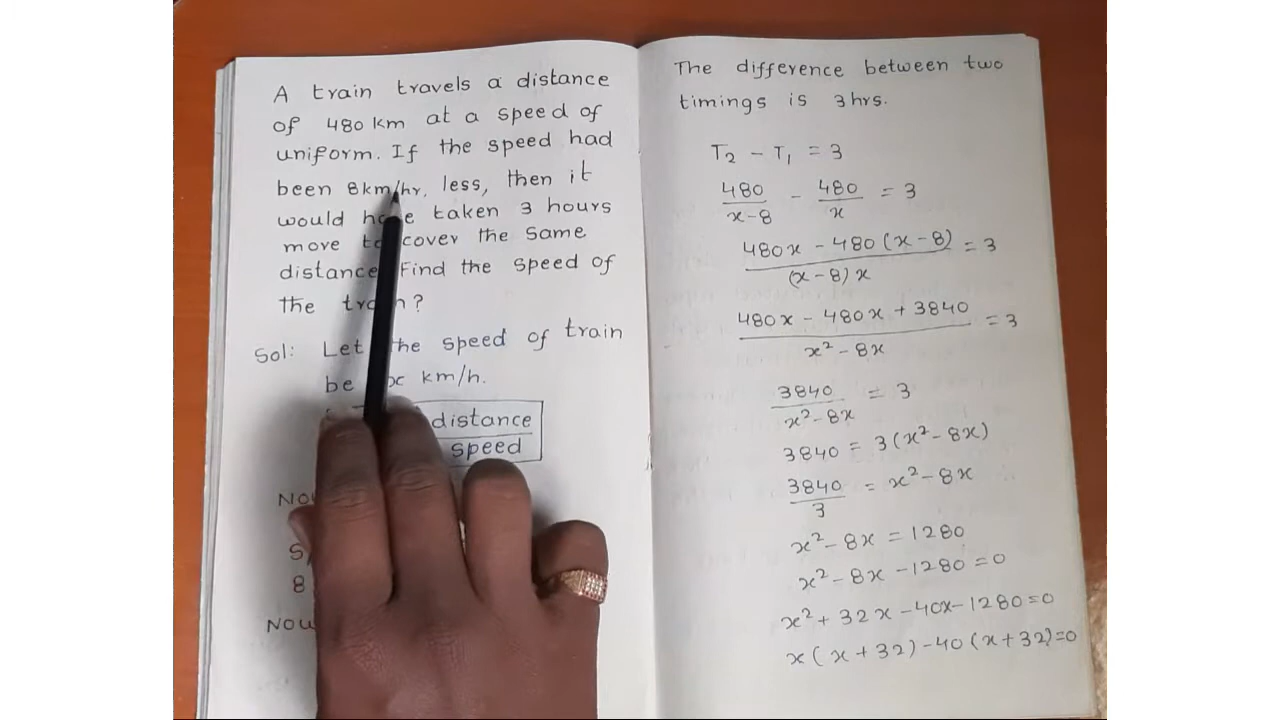 A train travels a distance
of 480 km at a speed of
uniform. If the speed had
been 8km/hr. less, then it
would have taken 3 hours
more to cover the same
distance. Find the speed of
the train?
Sol: Let the speed of train
be x km/h.
distance
speed
NOW
8
NOW
The difference between two
timings is 3hrs.
T₂ - T₁ = 3
480/(x-8) - 480/x = 3
(480x - 480(x-8))/((x-8)x) = 3
(480x - 480x + 3840)/(x² - 8x) = 3
3840/(x² - 8x) = 3
3840 = 3(x² - 8x)
3840/3 = x² - 8x
x² - 8x = 1280
x² - 8x - 1280 = 0
x² + 32x - 40x - 1280 = 0
x(x + 32) - 40(x + 32) = 0